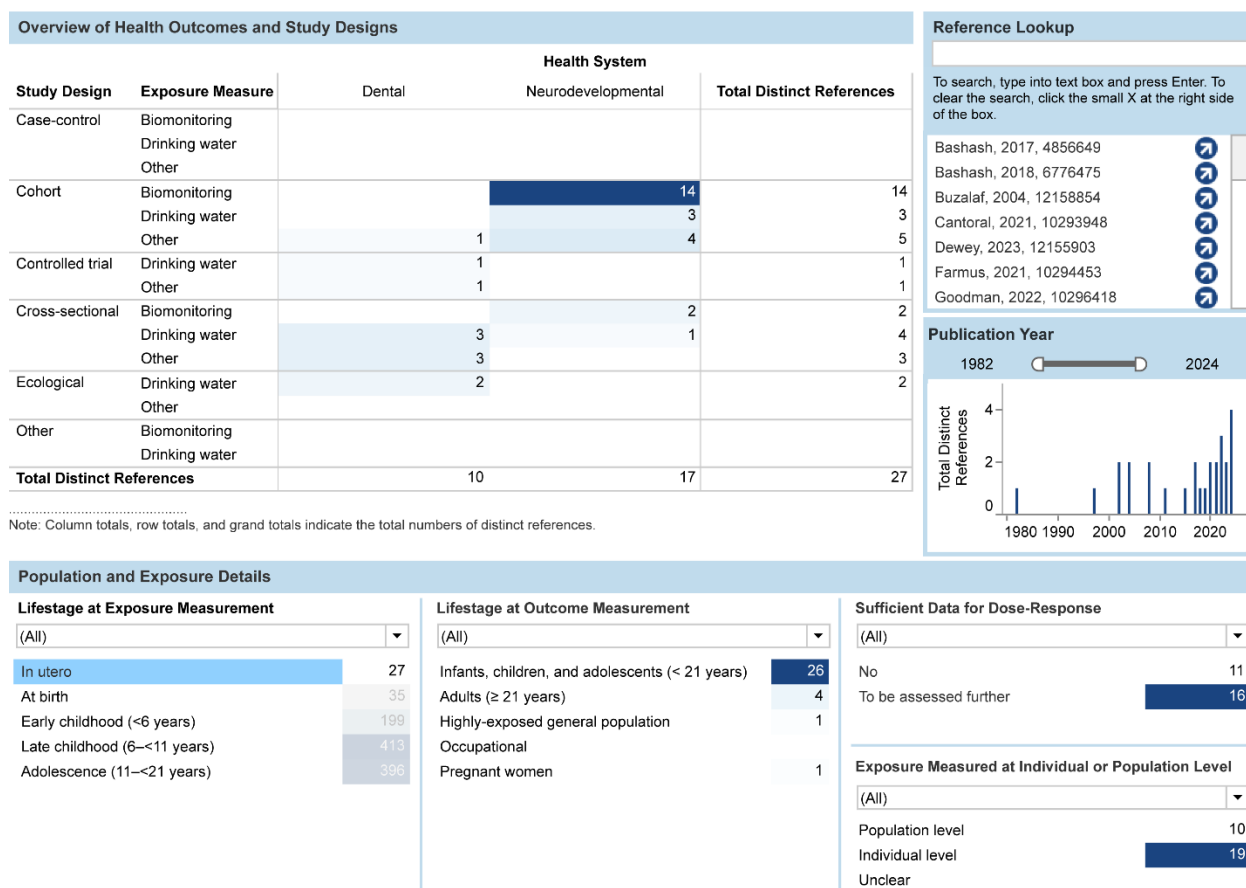 Overview of Health Outcomes and Study Designs
Health System
Study Design Exposure Measure Dental Neurodevelopmental Total Distinct References
Case-control Biomonitoring
Drinking water
Other
Cohort Biomonitoring 14 14
Drinking water 3 3
Other 1 4 5
Controlled trial Drinking water 1 1
Other 1 1
Cross-sectional Biomonitoring 2 2
Drinking water 3 1 4
Other 3 3
Ecological Drinking water 2 2
Other
Other Biomonitoring
Drinking water
Total Distinct References 10 17 27
Note: Column totals, row totals, and grand totals indicate the total numbers of distinct references.
Reference Lookup
To search, type into text box and press Enter. To
clear the search, click the small X at the right side
of the box.
Bashash, 2017, 4856649
Bashash, 2018, 6776475
Buzalaf, 2004, 12158854
Cantoral, 2021, 10293948
Dewey, 2023, 12155903
Farmus, 2021, 10294453
Goodman, 2022, 10296418
Publication Year
1982 2024
Total Distinct
References
4
2
0
1980 1990 2000 2010 2020
Population and Exposure Details
Lifestage at Exposure Measurement
(All)
In utero 27
At birth 35
Early childhood (<6 years) 199
Late childhood (6–<11 years) 413
Adolescence (11–<21 years) 396
Lifestage at Outcome Measurement
(All)
Infants, children, and adolescents (< 21 years) 26
Adults (≥ 21 years) 4
Highly-exposed general population 1
Occupational
Pregnant women 1
Sufficient Data for Dose-Response
(All)
No 11
To be assessed further 16
Exposure Measured at Individual or Population Level
(All)
Population level 10
Individual level 19
Unclear